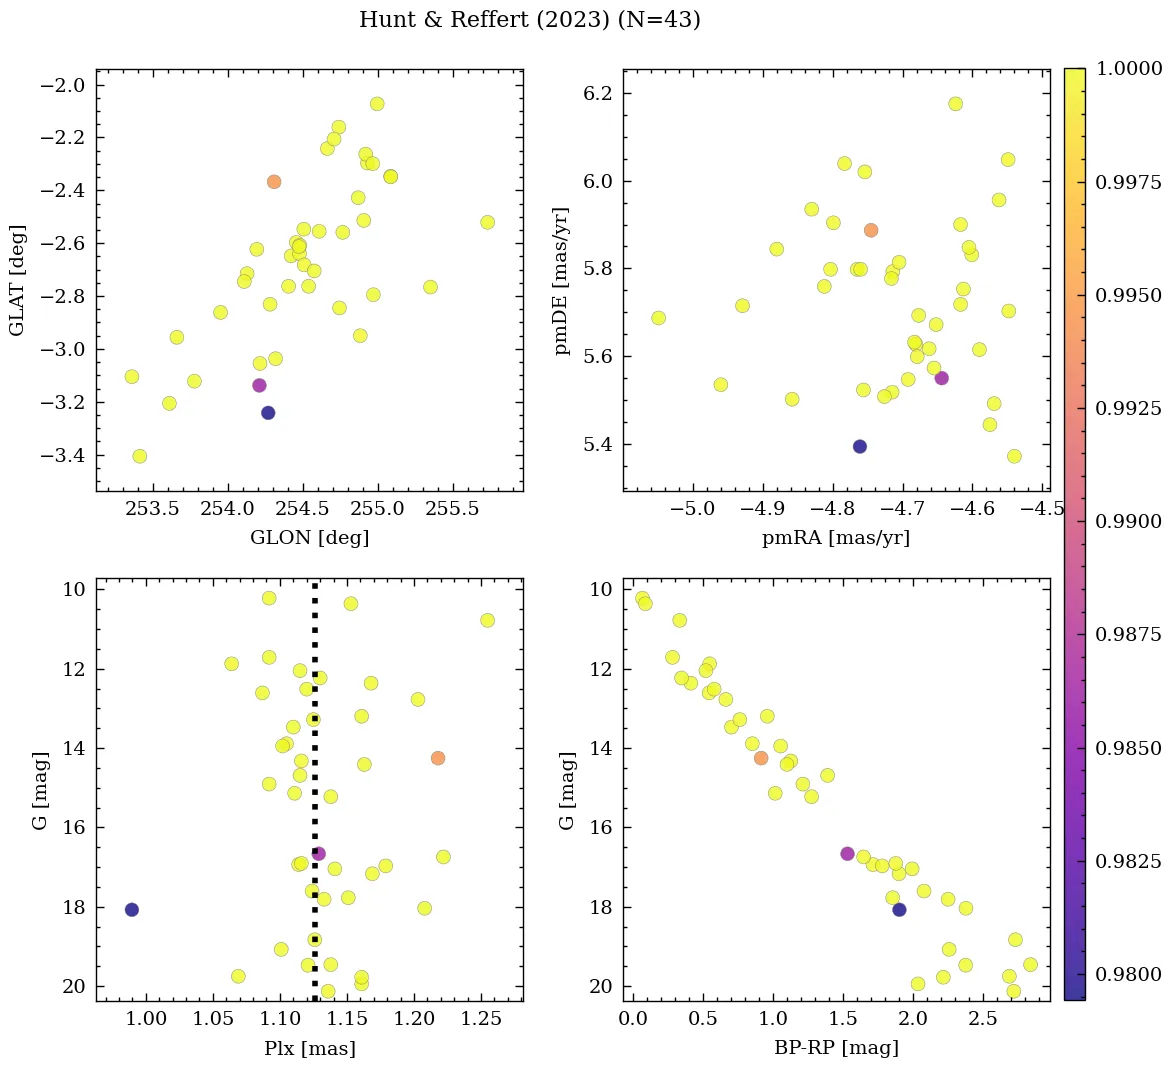 Hunt & Reffert (2023) (N=43)
−2.0
−2.2
−2.4
−2.6
−2.8
−3.0
−3.2
−3.4
GLAT [deg]
253.5 254.0 254.5 255.0 255.5
GLON [deg]
6.2
6.0
5.8
5.6
5.4
pmDE [mas/yr]
−5.0 −4.9 −4.8 −4.7 −4.6 −4.5
pmRA [mas/yr]
10
12
14
16
18
20
G [mag]
1.00 1.05 1.10 1.15 1.20 1.25
Plx [mas]
10
12
14
16
18
20
G [mag]
0.0 0.5 1.0 1.5 2.0 2.5
BP-RP [mag]
1.0000
0.9975
0.9950
0.9925
0.9900
0.9875
0.9850
0.9825
0.9800